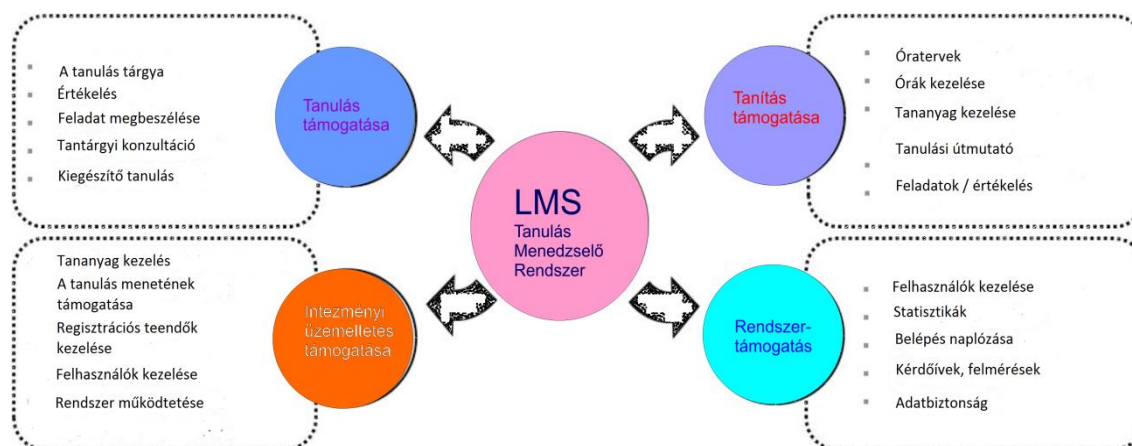 A tanulás tárgya
Értékelés
Feladat megbeszélése
Tantárgyi konzultáció
Kiegészítő tanulás
Tanulás
támogatása
Tanítás
támogatása
Óratervek
Órák kezelése
Tananyag kezelése
Tanulási útmutató
Feladatok / értékelés
LMS
Tanulás
Menedzselő
Rendszer
Tananyag kezelés
A tanulás menetének
támogatása
Regisztrációs teendők
kezelése
Felhasználók kezelése
Rendszer működtetése
Intézményi
üzemeltetés
támogatása
Rendszer-
támogatás
Felhasználók kezelése
Statisztikák
Belépés naplózása
Kérdőívek, felmérések
Adatbiztonság